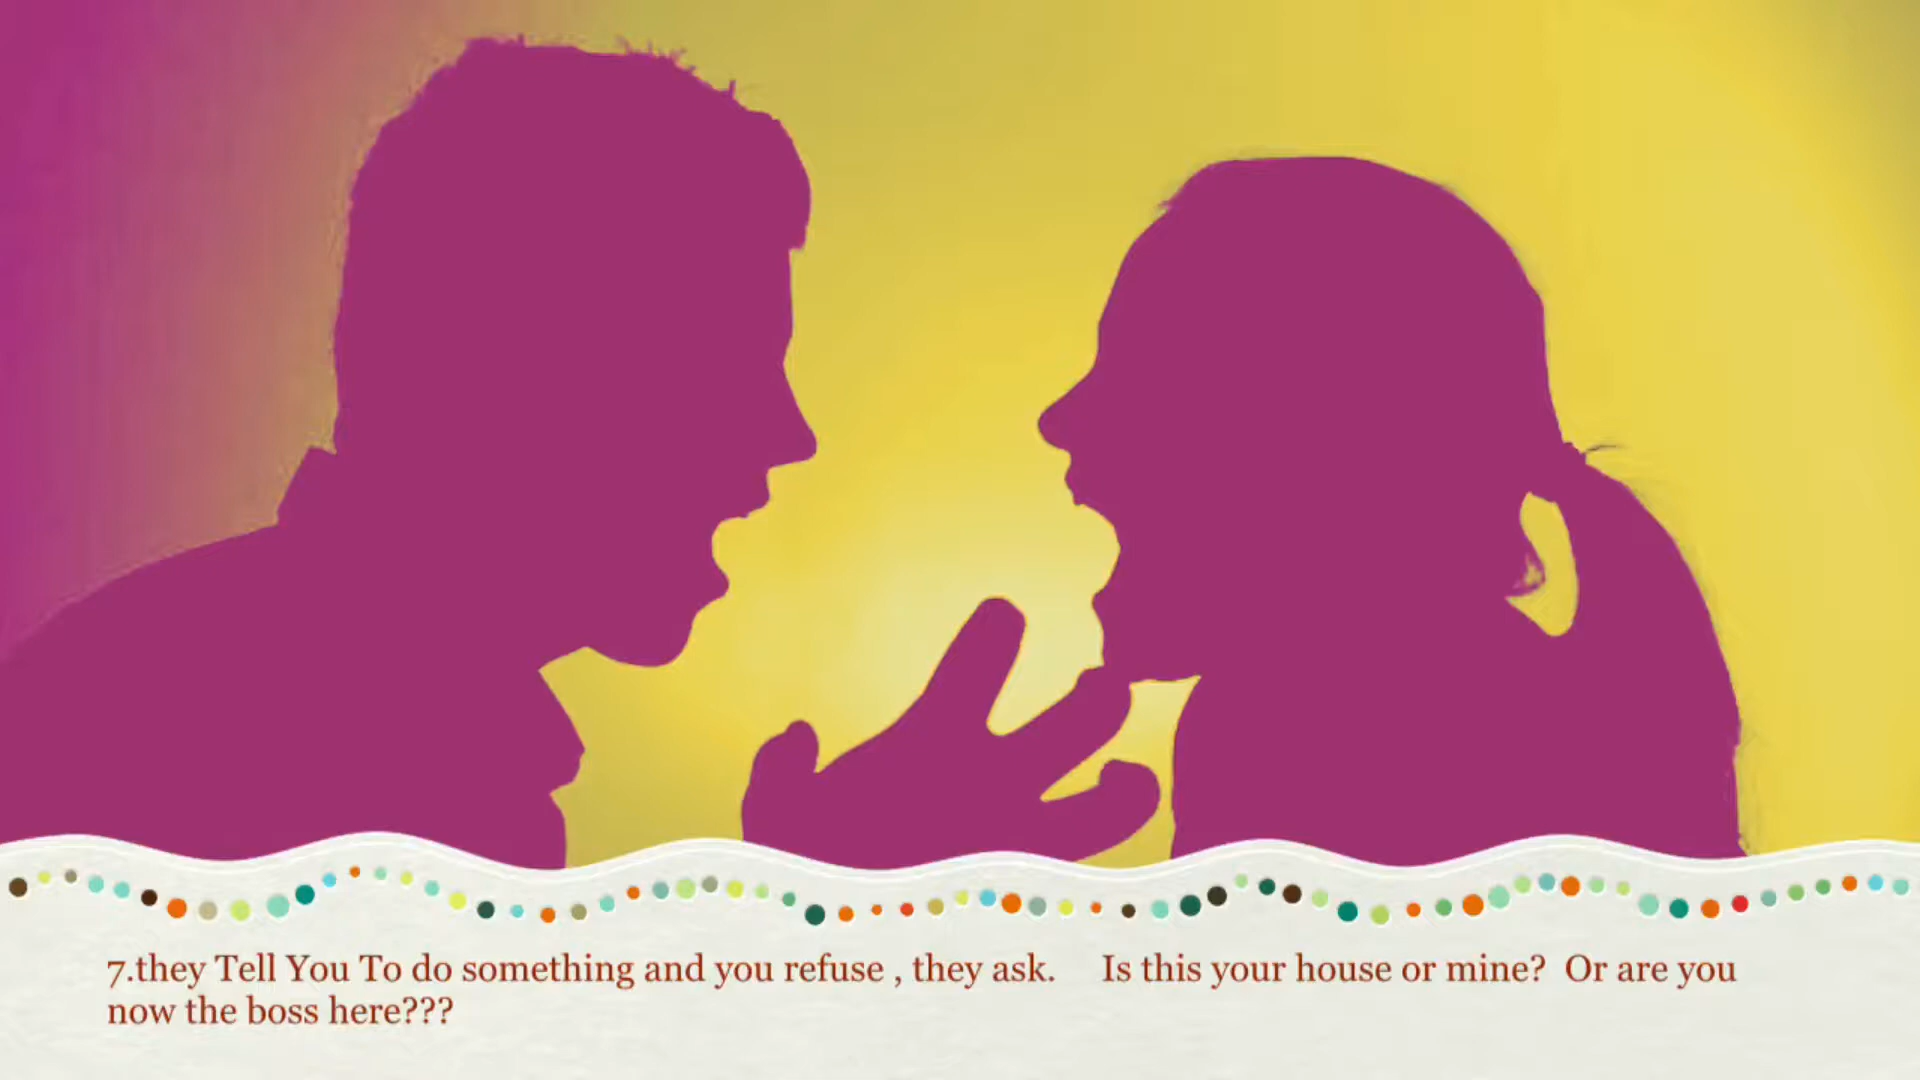 7.they Tell You To do something and you refuse , they ask. Is this your house or mine? Or are you
now the boss here???